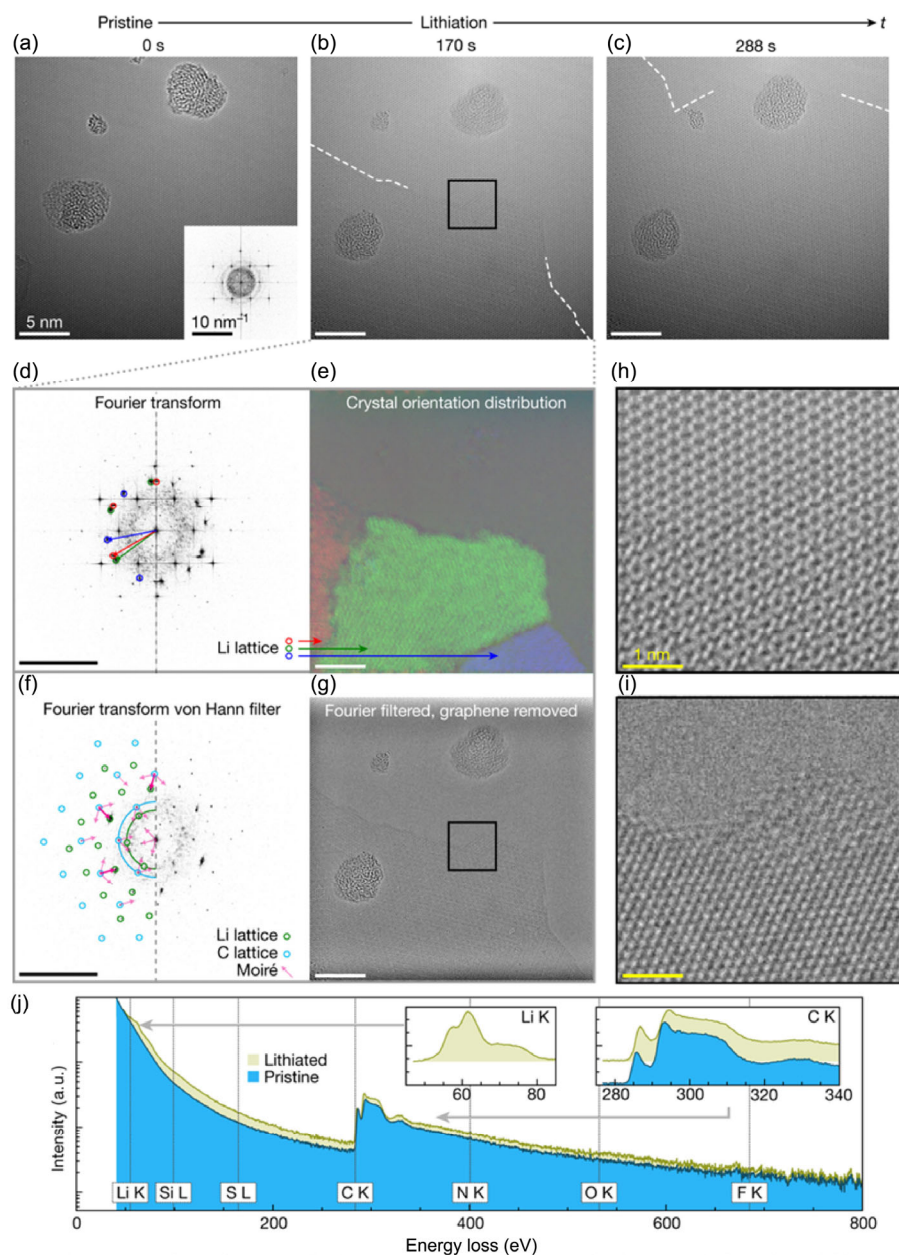 Pristine Lithiation t
(a) 0 s (b) 170 s (c) 288 s
5 nm 10 nm⁻¹
(d) (e) (h)
Fourier transform Crystal orientation distribution
Li lattice
1 nm
(f) (g) (i)
Fourier transform von Hann filter Fourier filtered, graphene removed
Li lattice
C lattice
Moiré
(j)
Li K C K
Lithiated
Pristine
60 80 280 300 320 340
Intensity (a.u.)
Li K Si L S L C K N K O K F K
0 200 400 600 800
Energy loss (eV)